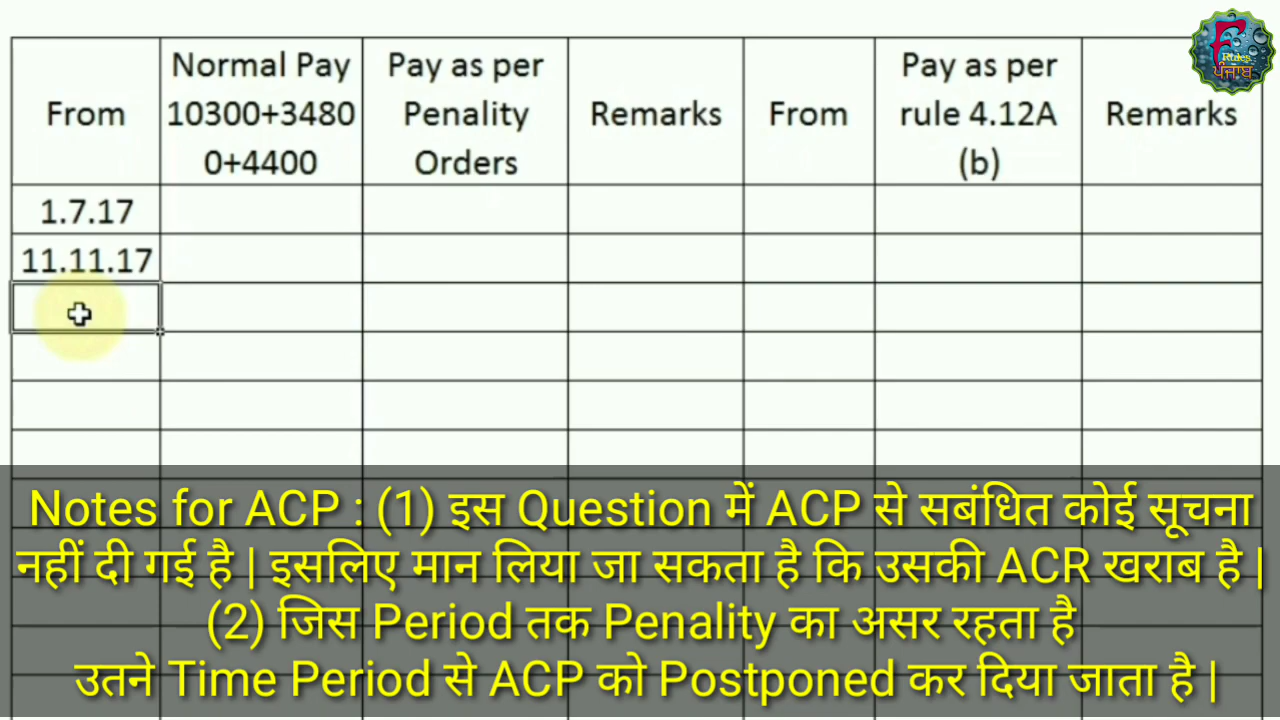 F
Rules
ਪੰਜਾਬ
From
Normal Pay
10300+3480
0+4400
Pay as per
Penality
Orders
Remarks
From
Pay as per
rule 4.12A
(b)
Remarks
1.7.17
11.11.17
Notes for ACP : (1) इस Question में ACP से सबंधित कोई सूचना
नहीं दी गई है | इसलिए मान लिया जा सकता है कि उसकी ACR खराब है |
(2) जिस Period तक Penality का असर रहता है
उतने Time Period से ACP को Postponed कर दिया जाता है |